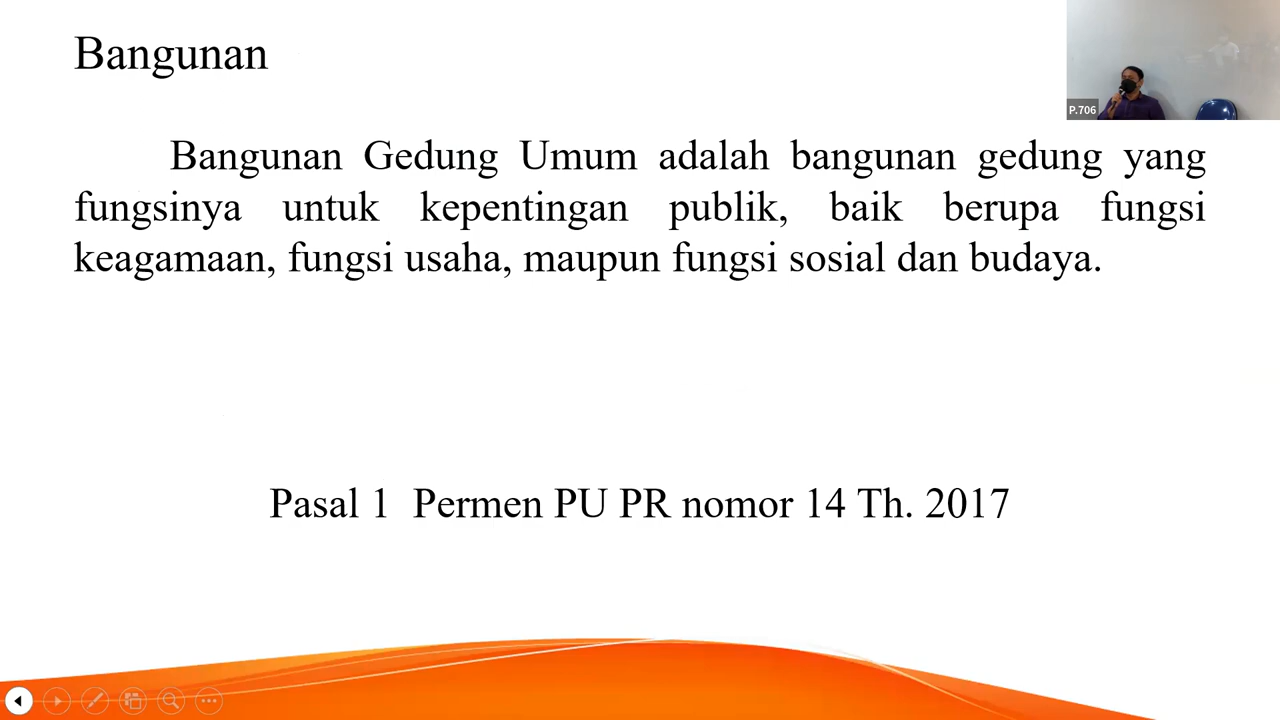 Bangunan
P.706
Bangunan Gedung Umum adalah bangunan gedung yang
fungsinya untuk kepentingan publik, baik berupa fungsi
keagamaan, fungsi usaha, maupun fungsi sosial dan budaya.
Pasal 1 Permen PU PR nomor 14 Th. 2017